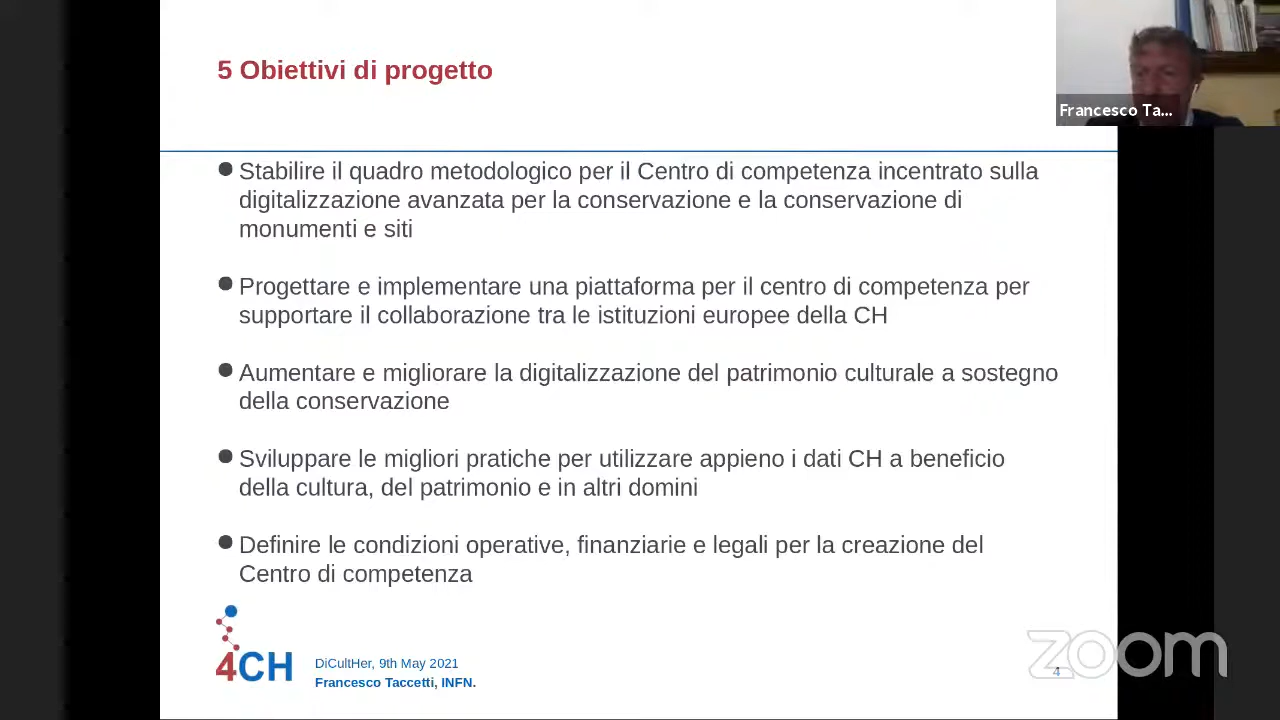 5 Obiettivi di progetto
Francesco Ta...
Stabilire il quadro metodologico per il Centro di competenza incentrato sulla
digitalizzazione avanzata per la conservazione e la conservazione di
monumenti e siti
Progettare e implementare una piattaforma per il centro di competenza per
supportare il collaborazione tra le istituzioni europee della CH
Aumentare e migliorare la digitalizzazione del patrimonio culturale a sostegno
della conservazione
Sviluppare le migliori pratiche per utilizzare appieno i dati CH a beneficio
della cultura, del patrimonio e in altri domini
Definire le condizioni operative, finanziarie e legali per la creazione del
Centro di competenza
4CH
DiCultHer, 9th May 2021
Francesco Taccetti, INFN.
4
zoom